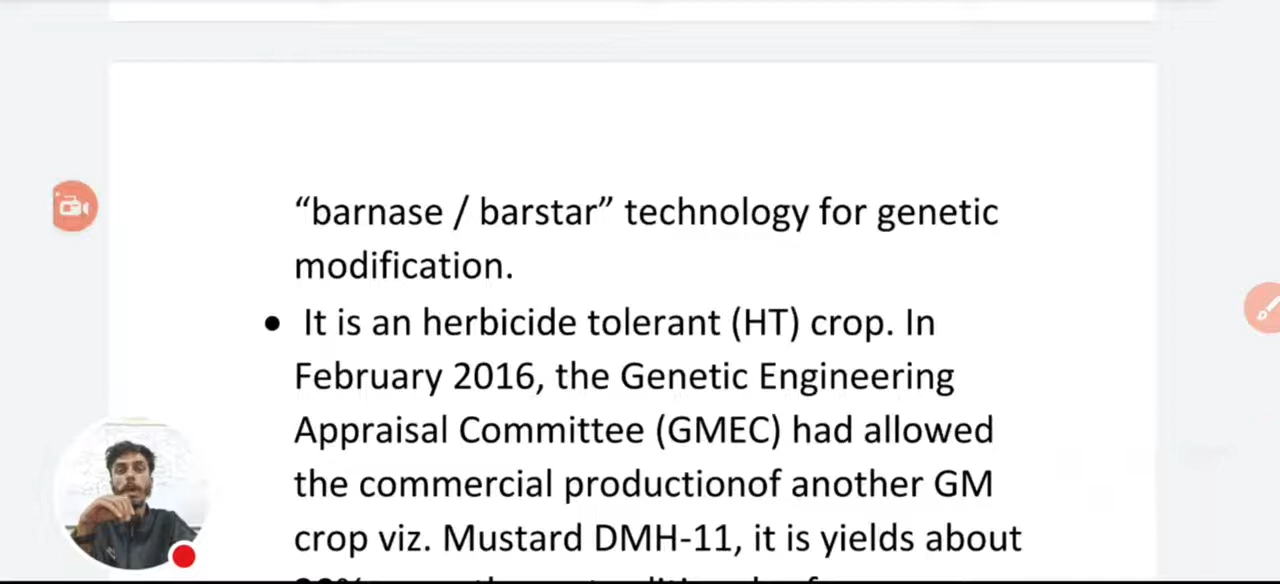 “barnase / barstar” technology for genetic
modification.
● It is an herbicide tolerant (HT) crop. In
February 2016, the Genetic Engineering
Appraisal Committee (GMEC) had allowed
the commercial productionof another GM
crop viz. Mustard DMH-11, it is yields about